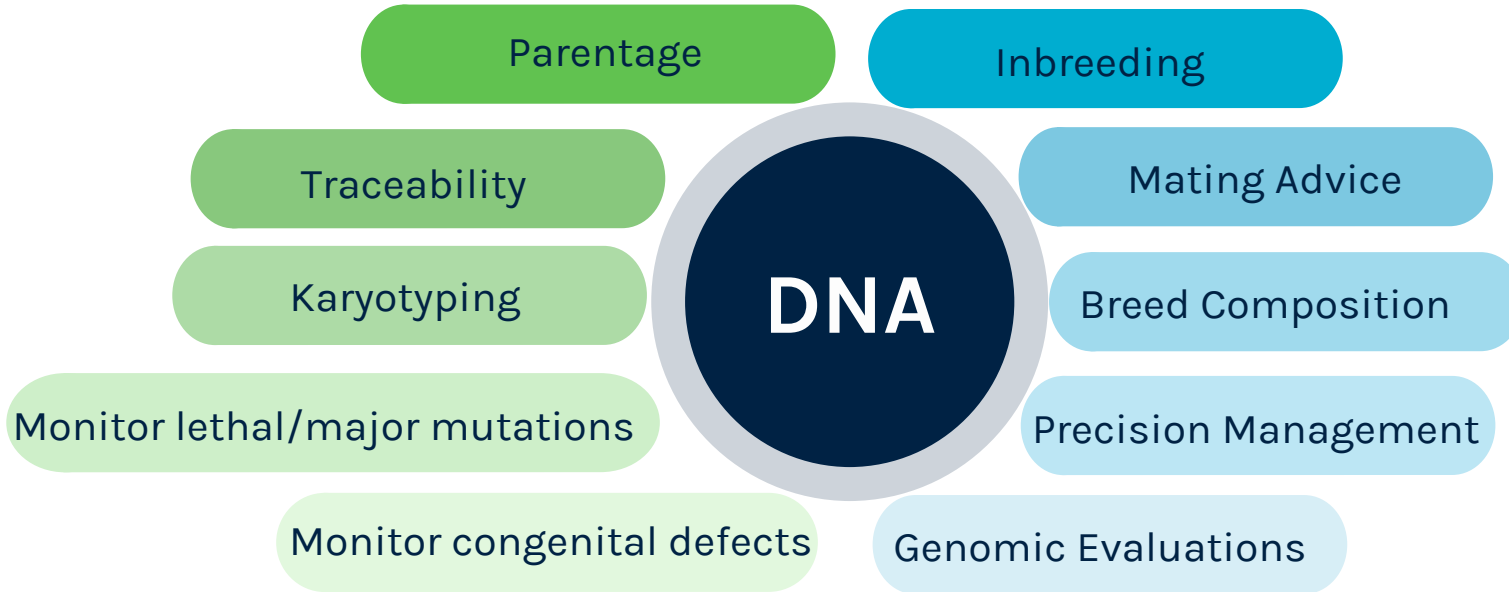 Parentage
Inbreeding
Traceability
Mating Advice
Karyotyping
DNA
Breed Composition
Monitor lethal/major mutations
Precision Management
Monitor congenital defects
Genomic Evaluations